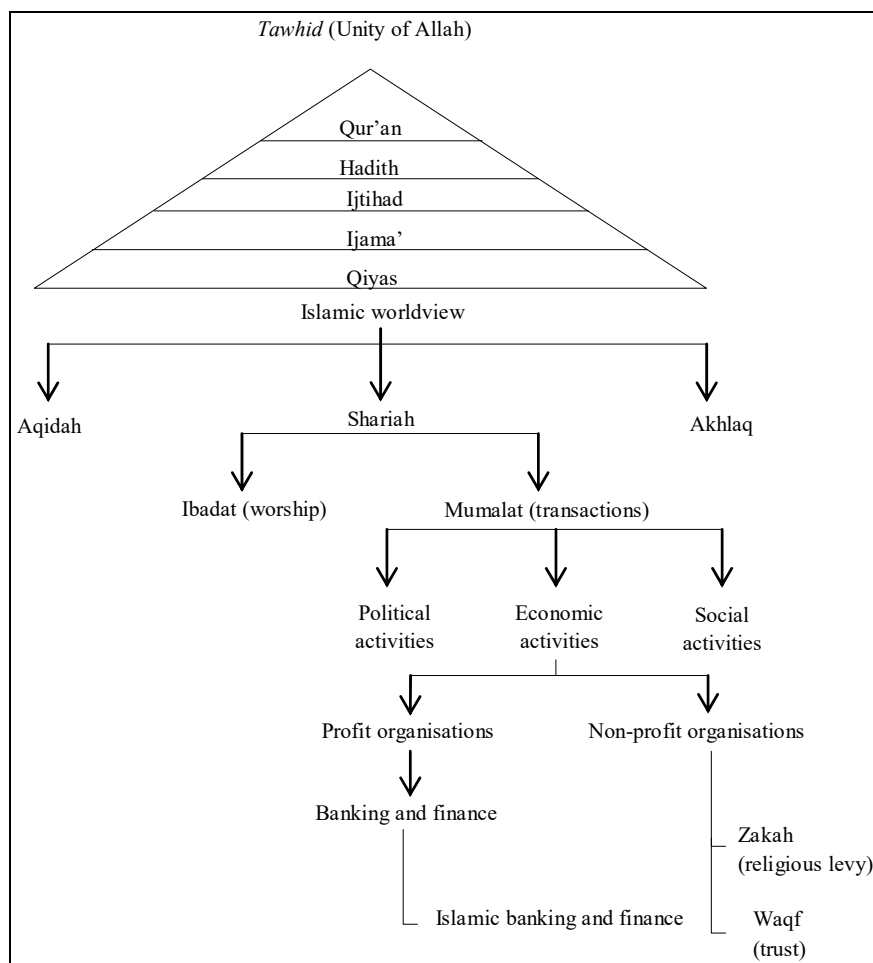 Tawhid (Unity of Allah)
Qur’an
Hadith
Ijtihad
Ijama’
Qiyas
Islamic worldview
Aqidah
Shariah
Akhlaq
Ibadat (worship)
Mumalat (transactions)
Political
activities
Economic
activities
Social
activities
Profit organisations
Non-profit organisations
Banking and finance
Zakah
(religious levy)
Islamic banking and finance
Waqf
(trust)